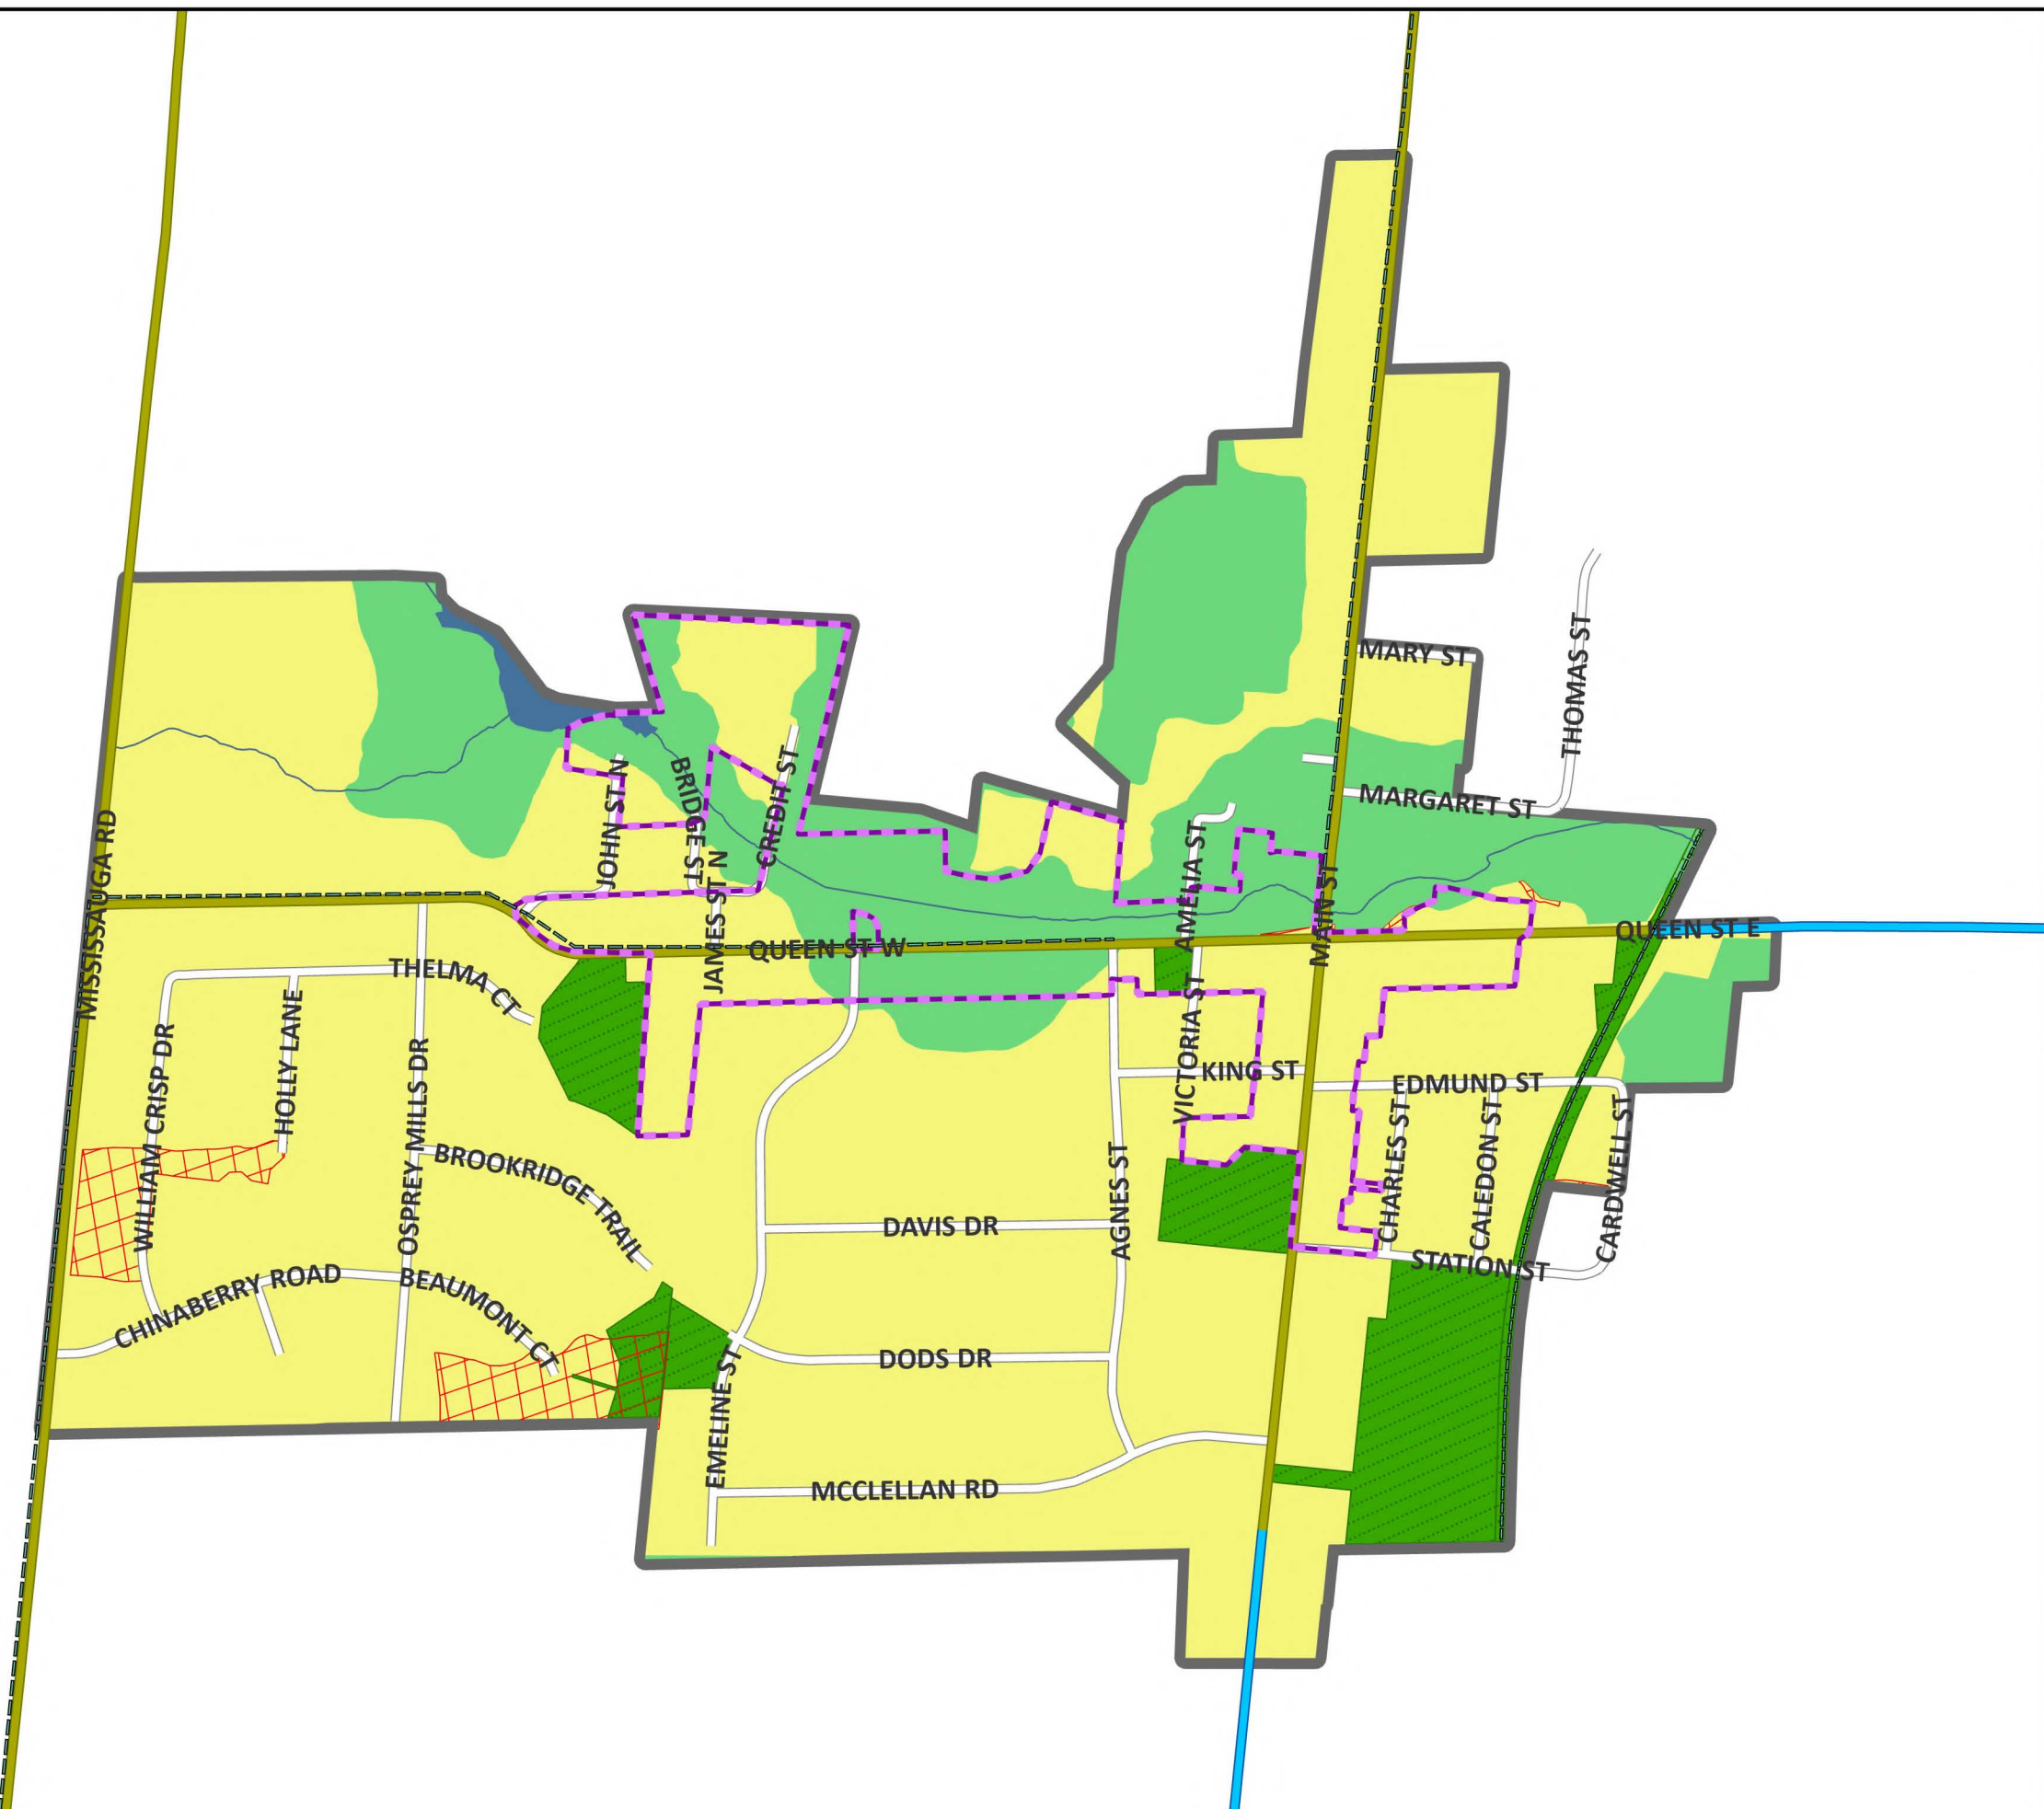 MARY ST
THOMAS ST
MARGARET ST
BRIDGE ST
JOHN ST N
CREDIT ST
AMELIA ST
MISSISSAUGA RD
JAMES ST N
MAIN ST
QUEEN ST E
QUEEN ST W
THELMA CT
HOLLY LANE
WILLIAM CRISP DR
OSPREY MILLS DR
VICTORIA ST
KING ST
EDMUND ST
BROOKRIDGE TRAIL
AGNES ST
CHARLES ST
CALEDON ST
CARDWELL ST
DAVIS DR
STATION ST
CHINABERRY ROAD
BEAUMONT CT
DODS DR
EMELINE ST
MCCLELLAN RD